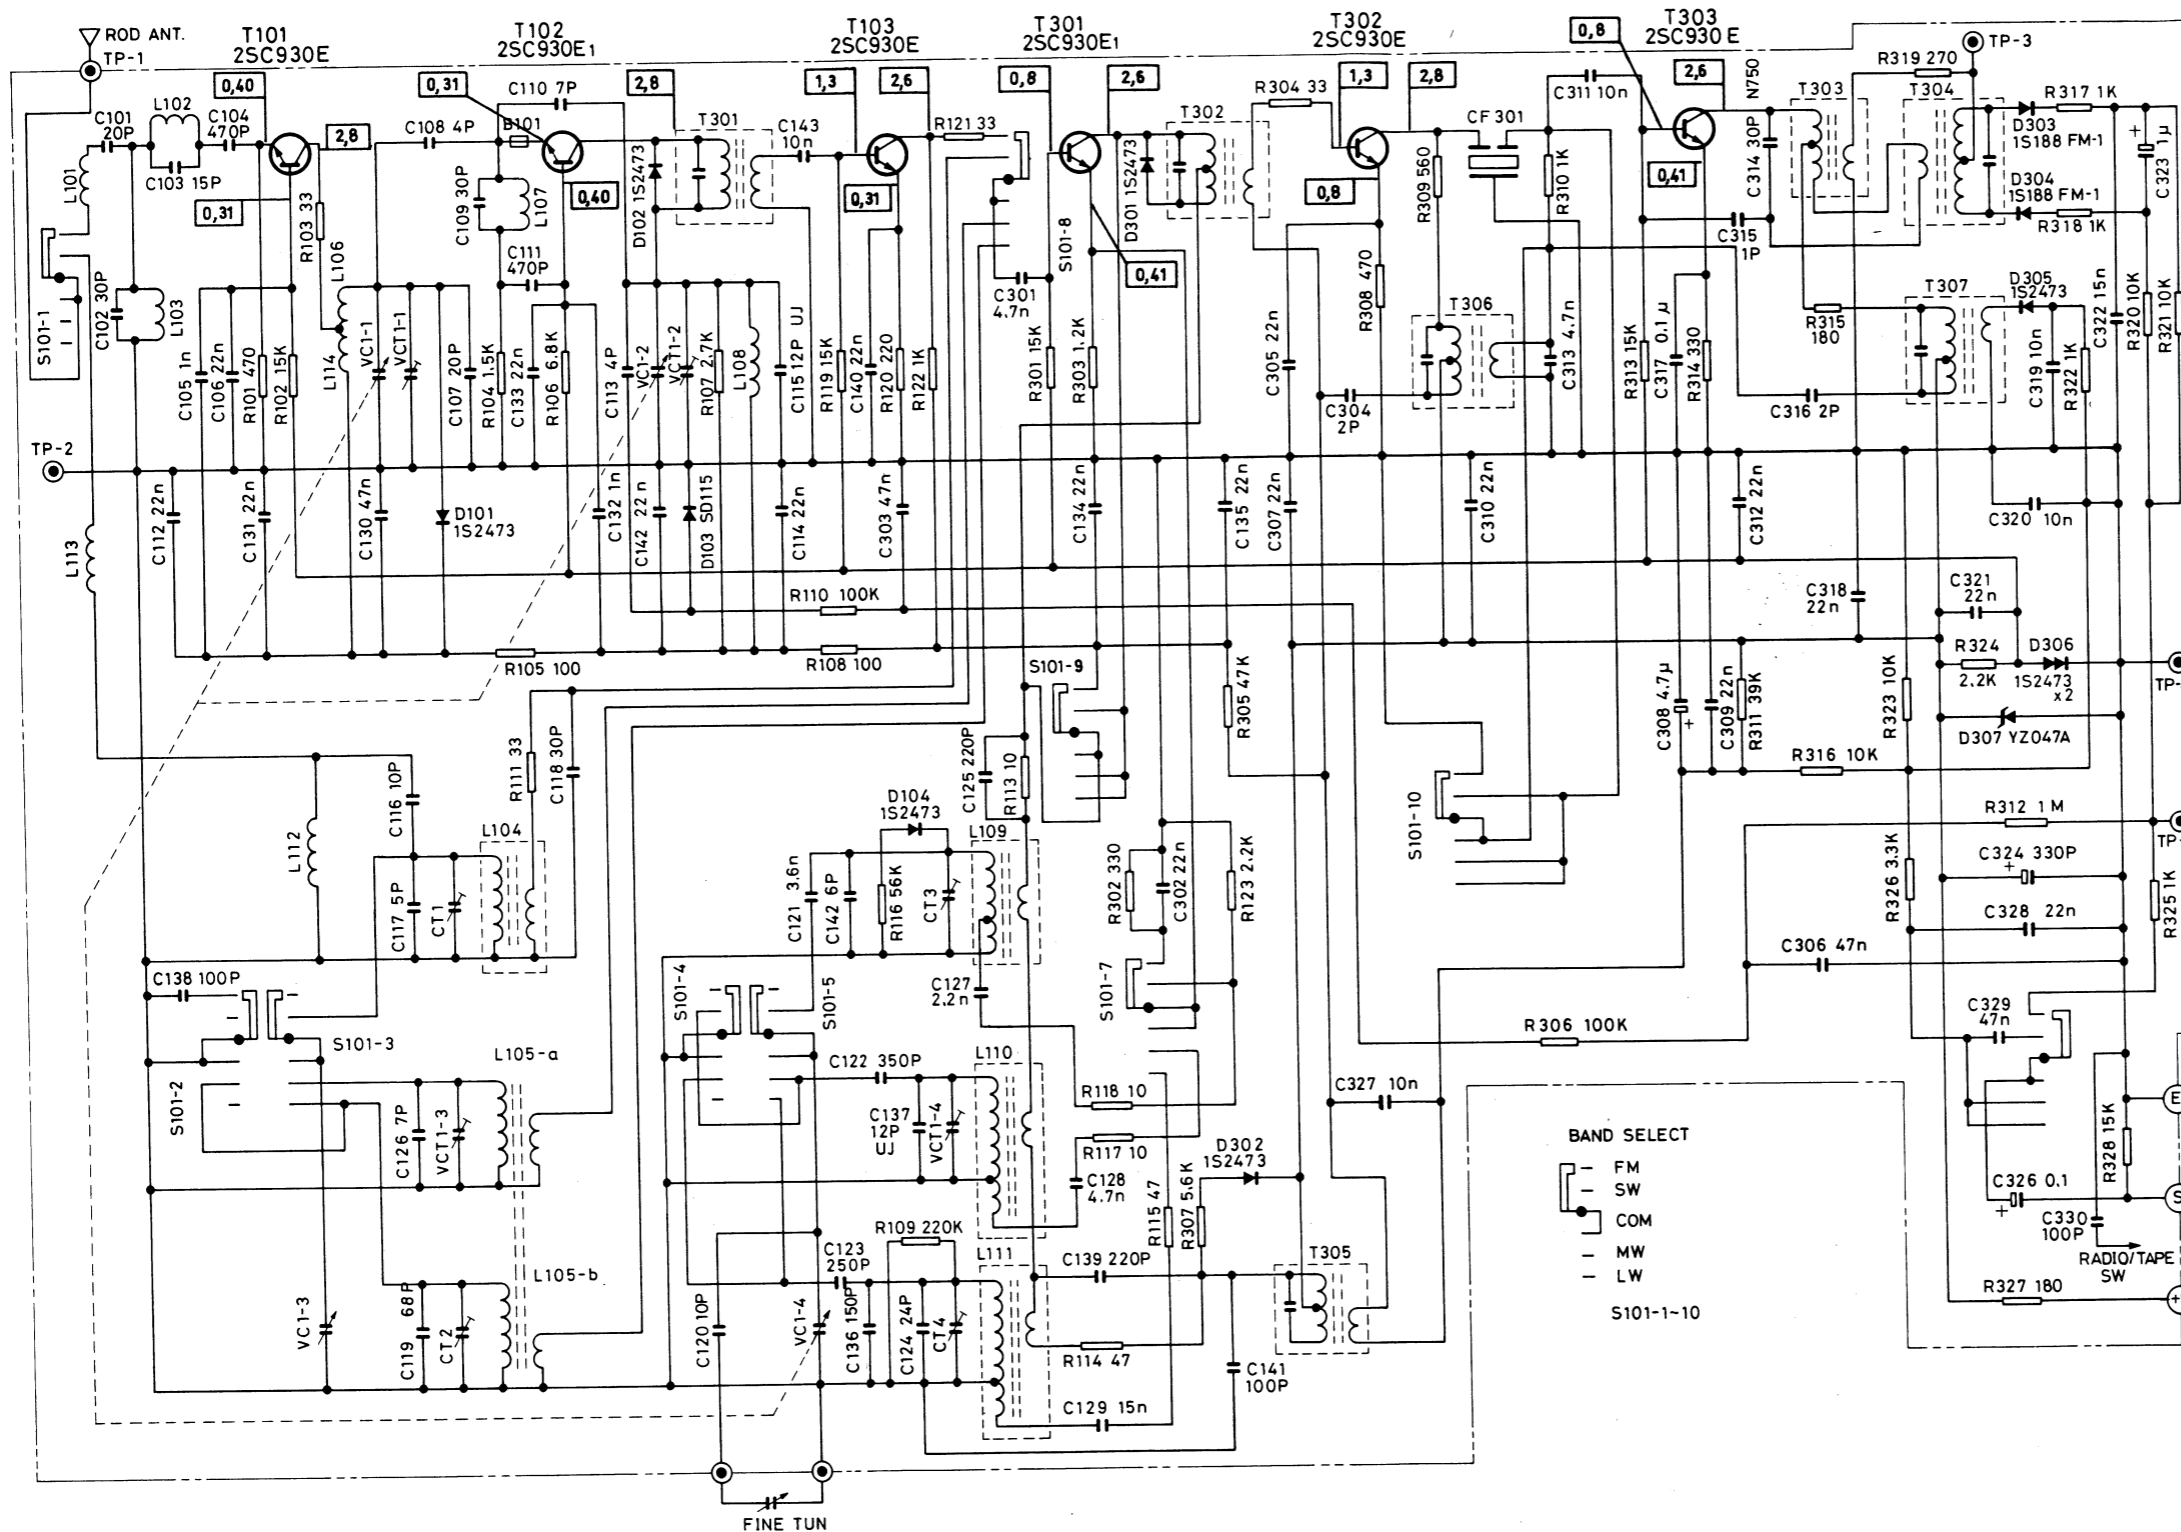 ROD ANT.
TP-1
T101
2SC930E
T102
2SC930E1
T103
2SC930E
T301
2SC930E1
T302
2SC930E
T303
2SC930 E
TP-3
0,40
0,31
C110 7P
2,8
1,3
2,6
0,8
2,6
R304 33
1,3
2,8
0,8
C311 10n
2,6
N750
R319 270
C101
20P
L102
C104
470P
2,8
C108 4P
B101
T301
C143
10n
R121 33
T302
CF301
T303
T304
R317 1K
D303
1S188 FM-1
C323 1µ
L101
C103 15P
0,31
R103 33
C109 30P
L107
0,40
D102 1S2473
0,31
D301 1S2473
0,8
R309 560
R310 1K
0,41
C314 30P
D304
1S188 FM-1
R318 1K
S101-1
C102 30P
L103
L106
C111
470P
C301
4.7n
S101-8
0,41
R308 470
T306
C315
1P
T307
D305
1S2473
C105 1n
C106 22n
R101 470
R102 15K
L114
VC1-1
VCT1-1
C107 20P
R104 1.5K
C133 22n
R106 6.8K
C113 4P
VC1-2
VCT1-2
R107 2.7K
L108
C115 12P UJ
R119 15K
C140 22n
R120 220
R122 1K
R301 15K
R303 1.2K
C305 22n
C304
2P
C313 4.7n
R313 15K
C317 0.1µ
R314 330
R315
180
C316 2P
C319 10n
R322 1K
C322 15n
R320 10K
R321 10K
TP-2
L113
C112 22n
C131 22n
C130 47n
D101
1S2473
C132 1n
C142 22n
D103 SD115
C114 22n
C303 47n
C134 22n
C135 22n
C307 22n
C310 22n
C312 22n
C320 10n
R110 100K
C318
22n
C321
22n
R105 100
R108 100
S101-9
R305 47K
C308 4.7µ
+
C309 22n
R311 39K
R323 10K
R324
2.2K
D306
1S2473
x2
TP-
D307 YZ047A
R316 10K
L112
C116 10P
R111 33
C118 30P
C125 220P
R113 10
S101-10
R312 1M
TP-
D104
1S2473
L104
L109
C117 5P
CT1
C121 3.6n
C142 6P
R116 56K
CT3
R302 330
C302 22n
R123 2.2K
R326 3.3K
C324 330P
+
C328 22n
R325 1K
C306 47n
C138 100P
S101-3
S101-2
S101-4
S101-5
C127
2.2n
S101-7
C329
47n
R306 100K
L105-a
C122 350P
L110
C126 7P
VCT1-3
C137
12P
UJ
VCT1-4
R118 10
R117 10
C128
4.7n
C327 10n
D302
1S2473
BAND SELECT
FM
SW
COM
MW
LW
S101-1~10
R328 15K
E
C326 0.1
+
S
C330
100P
RADIO/TAPE
SW
R327 180
+
L105-b
R109 220K
L111
R115 47
R307 5.6K
C123
250P
C139 220P
T305
VC1-3
C119 68P
CT2
C120 10P
VC1-4
C136 150P
C124 24P
CT4
R114 47
C141
100P
C129 15n
FINE TUN